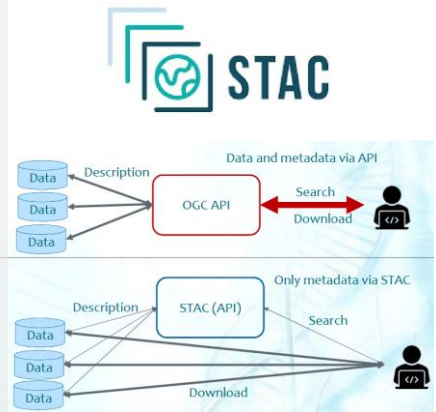 STAC
Data and metadata via API
Description
Data
Data
Data
OGC API
Search
Download
</>
Only metadata via STAC
Description
STAC (API)
Search
Data
Data
Data
Download
</>